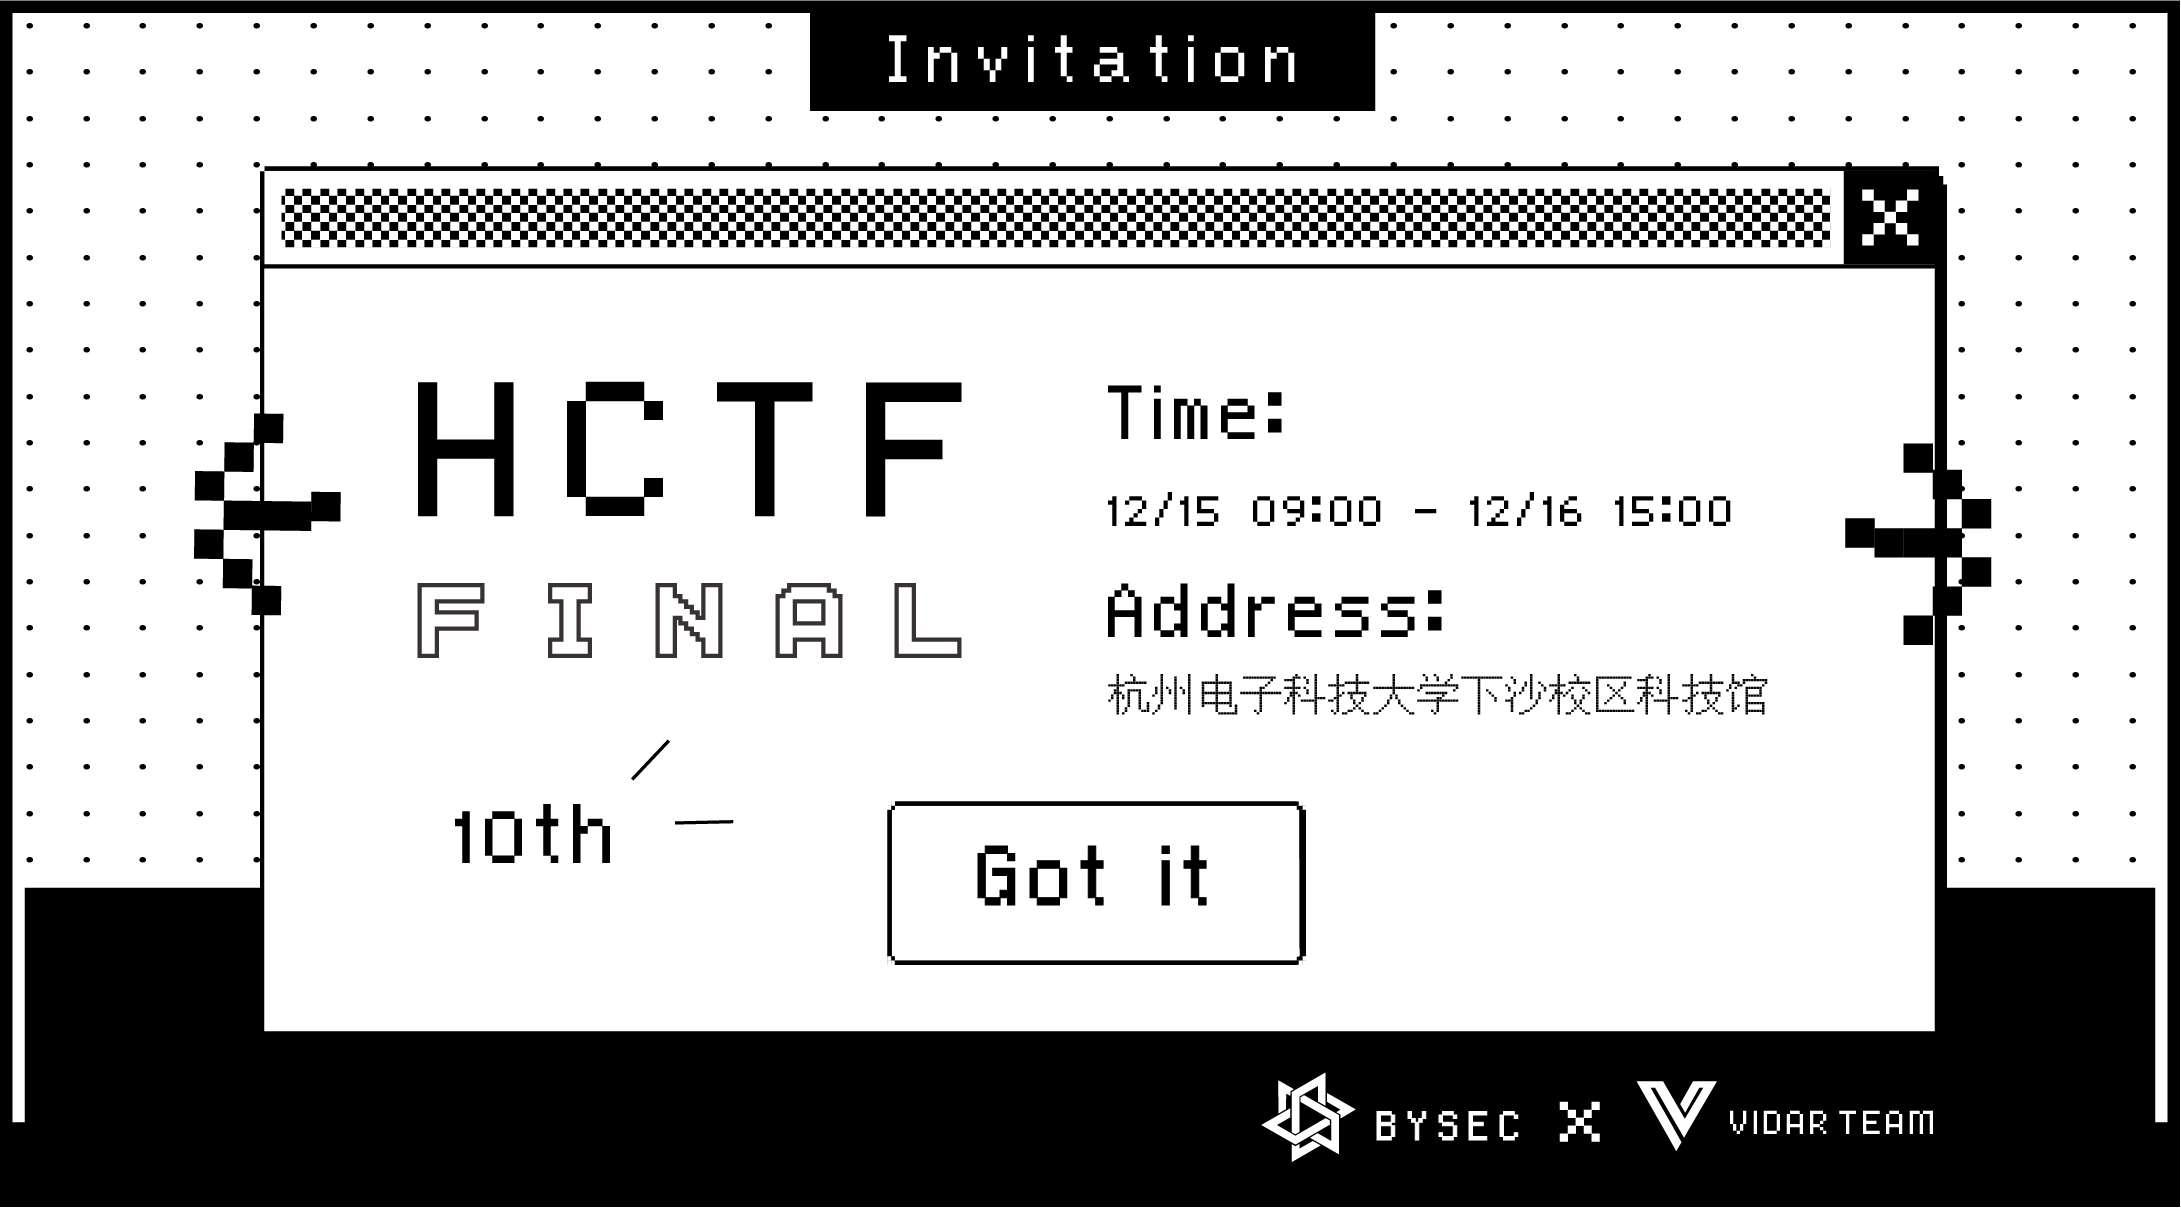 Invitation
HCTF
FINAL
10th
Time:
12/15 09:00 - 12/16 15:00
Address:
杭州电子科技大学下沙校区科技馆
Got it
BYSEC X VIDAR TEAM